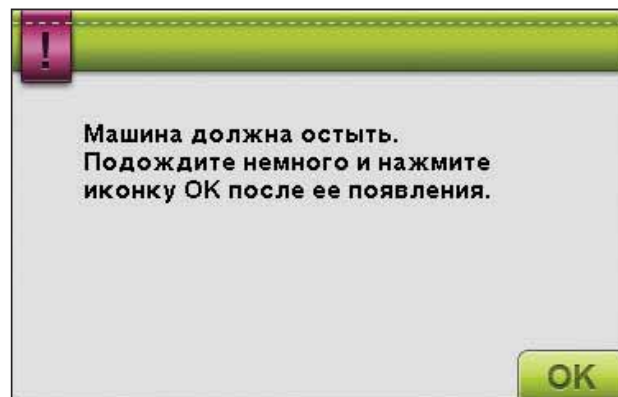 !
Машина должна остыть.
Подождите немного и нажмите
иконку OK после ее появления.
OK